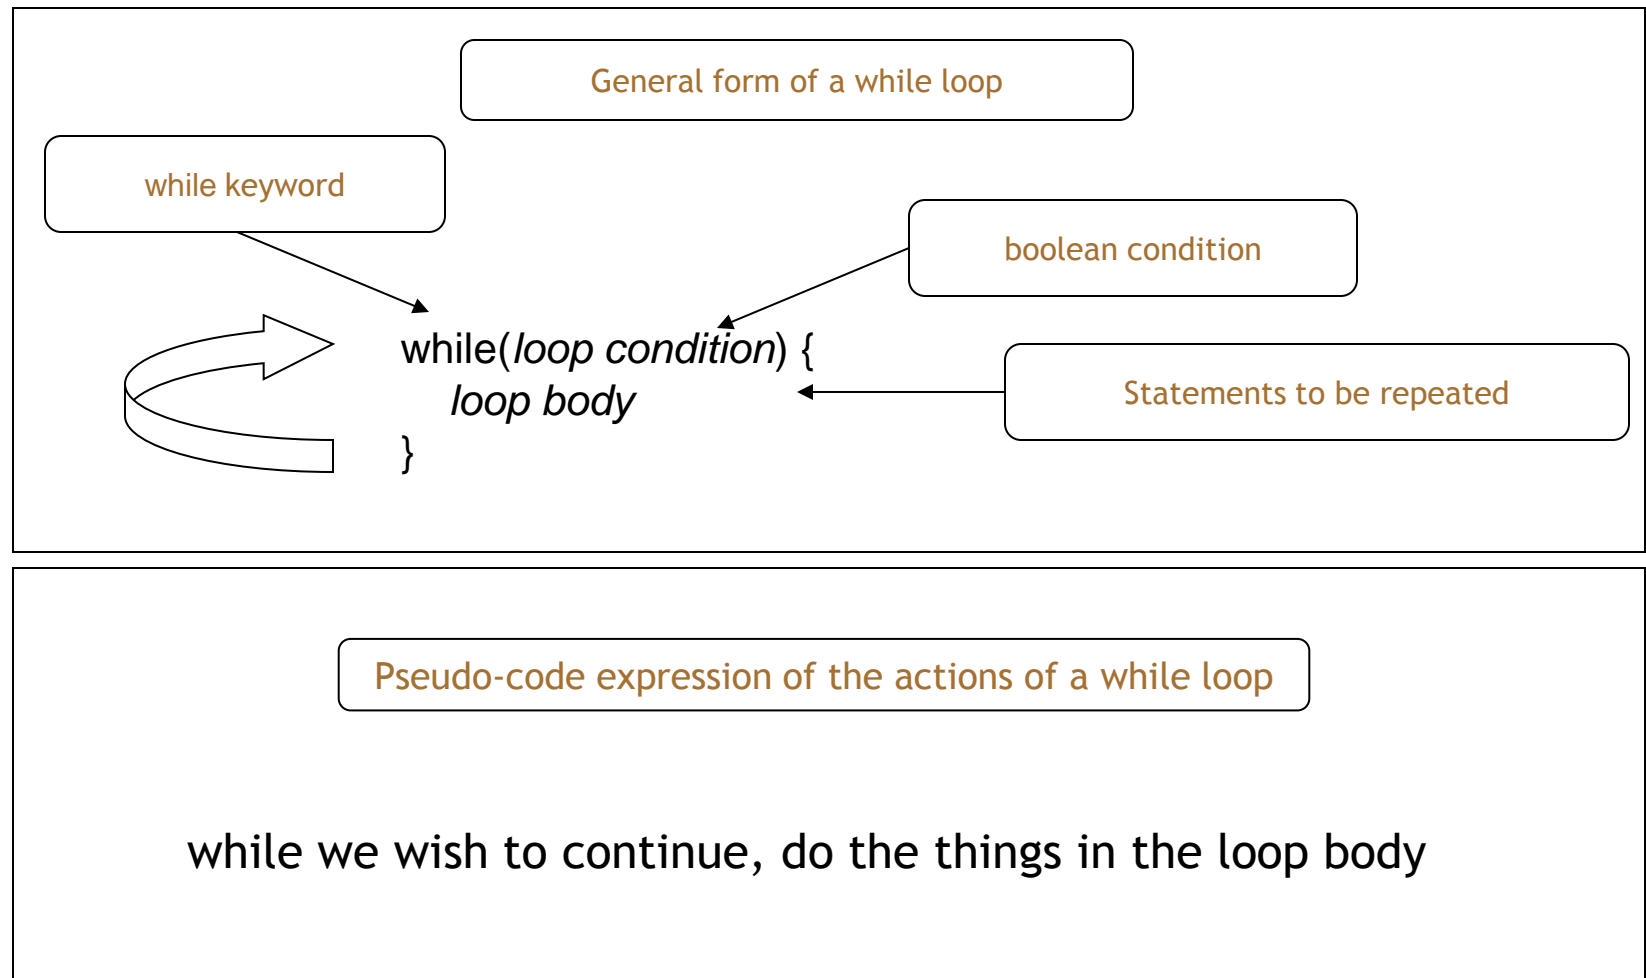 General form of a while loop
while keyword
boolean condition
while(loop condition) {
Statements to be repeated
loop body
}
Pseudo-code expression of the actions of a while loop
while we wish to continue, do the things in the loop body